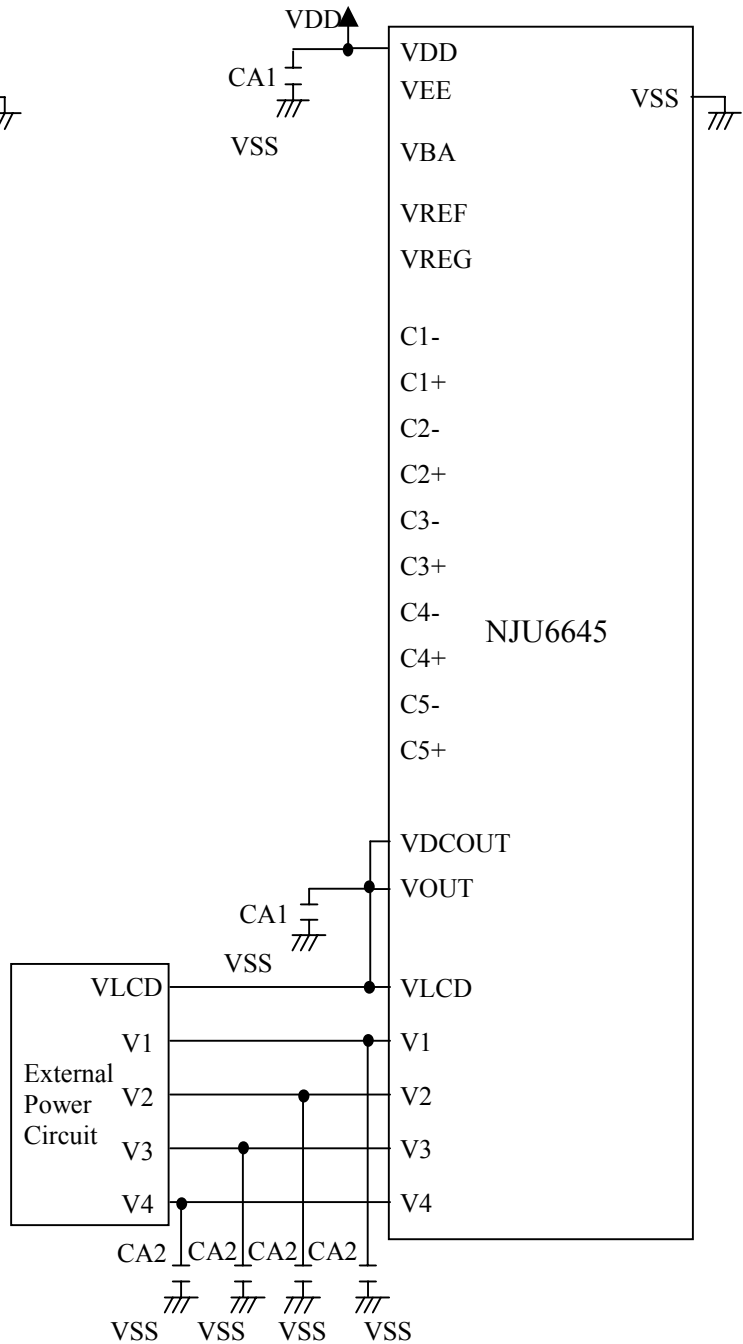 VDD
VDD
CA1
VEE
VSS
VSS
VBA
VREF
VREG
C1-
C1+
C2-
C2+
C3-
C3+
C4-
NJU6645
C4+
C5-
C5+
VDCOUT
VOUT
CA1
VSS
VLCD
VLCD
V1
V1
External
Power
Circuit
V2
V2
V3
V3
V4
V4
CA2
CA2
CA2
CA2
VSS
VSS
VSS
VSS